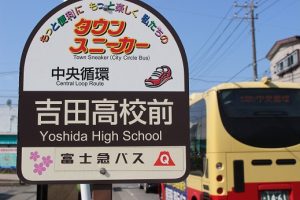 もっと便利に もっと楽しく 私たちの
タウン
スニーカー
Town Sneaker (City Circle Bus)
中央循環
Central Loop Route
吉田高校前
Yoshida High School
富士急バス